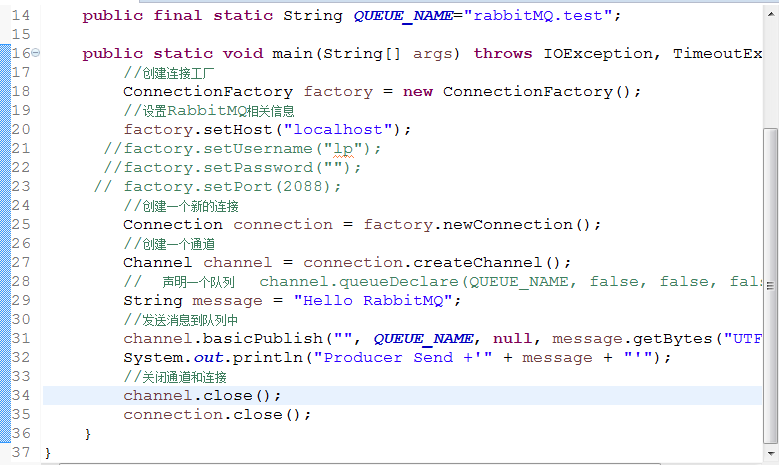 14 public final static String QUEUE_NAME="rabbitMQ.test";
15
16 public static void main(String[] args) throws IOException, TimeoutEx
17 //创建连接工厂
18 ConnectionFactory factory = new ConnectionFactory();
19 //设置RabbitMQ相关信息
20 factory.setHost("localhost");
21 //factory.setUsername("lp");
22 //factory.setPassword("");
23 // factory.setPort(2088);
24 //创建一个新的连接
25 Connection connection = factory.newConnection();
26 //创建一个通道
27 Channel channel = connection.createChannel();
28 // 声明一个队列 channel.queueDeclare(QUEUE_NAME, false, false, fal
29 String message = "Hello RabbitMQ";
30 //发送消息到队列中
31 channel.basicPublish("", QUEUE_NAME, null, message.getBytes("UTF
32 System.out.println("Producer Send +'" + message + "'");
33 //关闭通道和连接
34 channel.close();
35 connection.close();
36 }
37 }